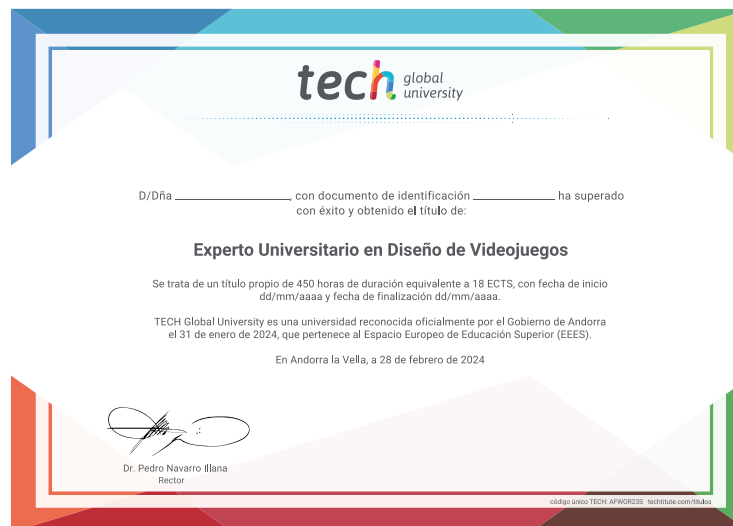 tech global university
D/Dña ____________________, con documento de identificación ______________ ha superado
con éxito y obtenido el título de:
Experto Universitario en Diseño de Videojuegos
Se trata de un título propio de 450 horas de duración equivalente a 18 ECTS, con fecha de inicio
dd/mm/aaaa y fecha de finalización dd/mm/aaaa.
TECH Global University es una universidad reconocida oficialmente por el Gobierno de Andorra
el 31 de enero de 2024, que pertenece al Espacio Europeo de Educación Superior (EEES).
En Andorra la Vella, a 28 de febrero de 2024
Dr. Pedro Navarro Illana
Rector
código único TECH: AFWOR23S techtitute.com/titulos